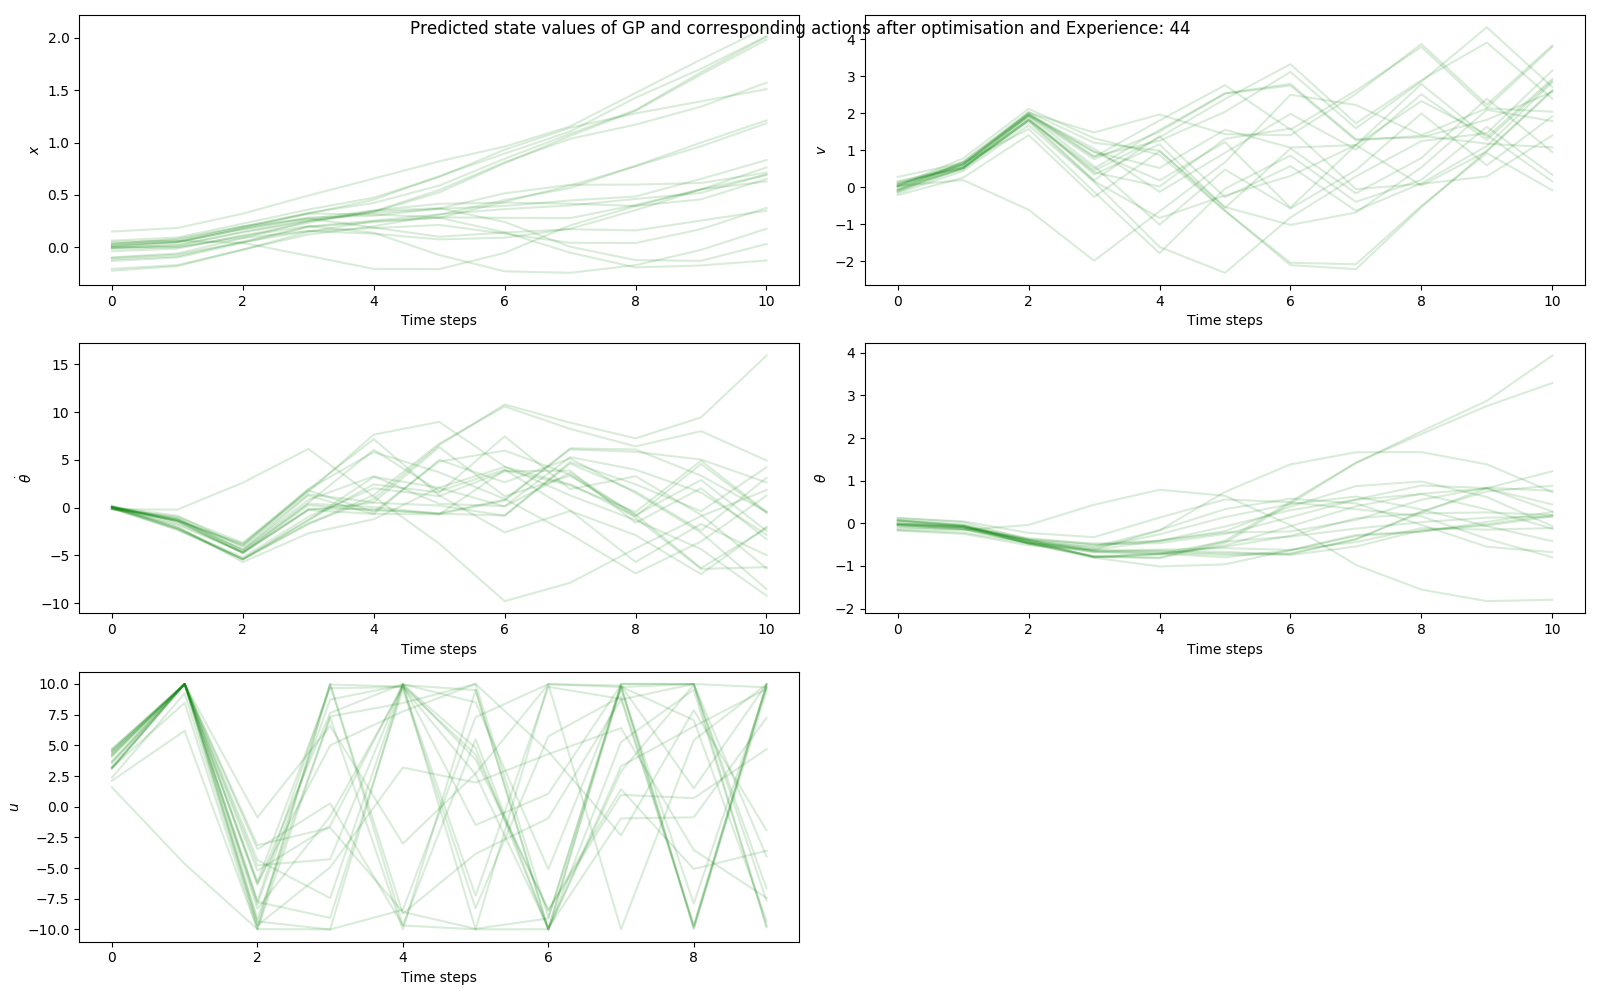 Predicted state values of GP and corresponding actions after optimisation and Experience: 44
2.0
1.5
1.0
0.5
0.0
x
0 2 4 6 8 10
Time steps
4
3
2
1
0
−1
−2
v
0 2 4 6 8 10
Time steps
15
10
5
0
−5
−10
θ̇
0 2 4 6 8 10
Time steps
4
3
2
1
0
−1
−2
θ
0 2 4 6 8 10
Time steps
10.0
7.5
5.0
2.5
0.0
−2.5
−5.0
−7.5
−10.0
u
0 2 4 6 8
Time steps